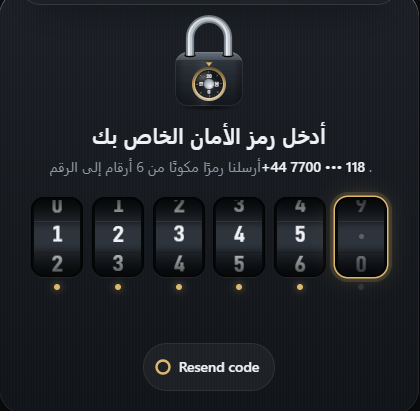 أدخل رمز الأمان الخاص بك
أرسلنا رمزًا مكونًا من 6 أرقام إلى الرقم +44 7700 ••• 118 .
0 1 2 3 4 9
1 2 3 4 5 •
2 3 4 5 6 0
Resend code